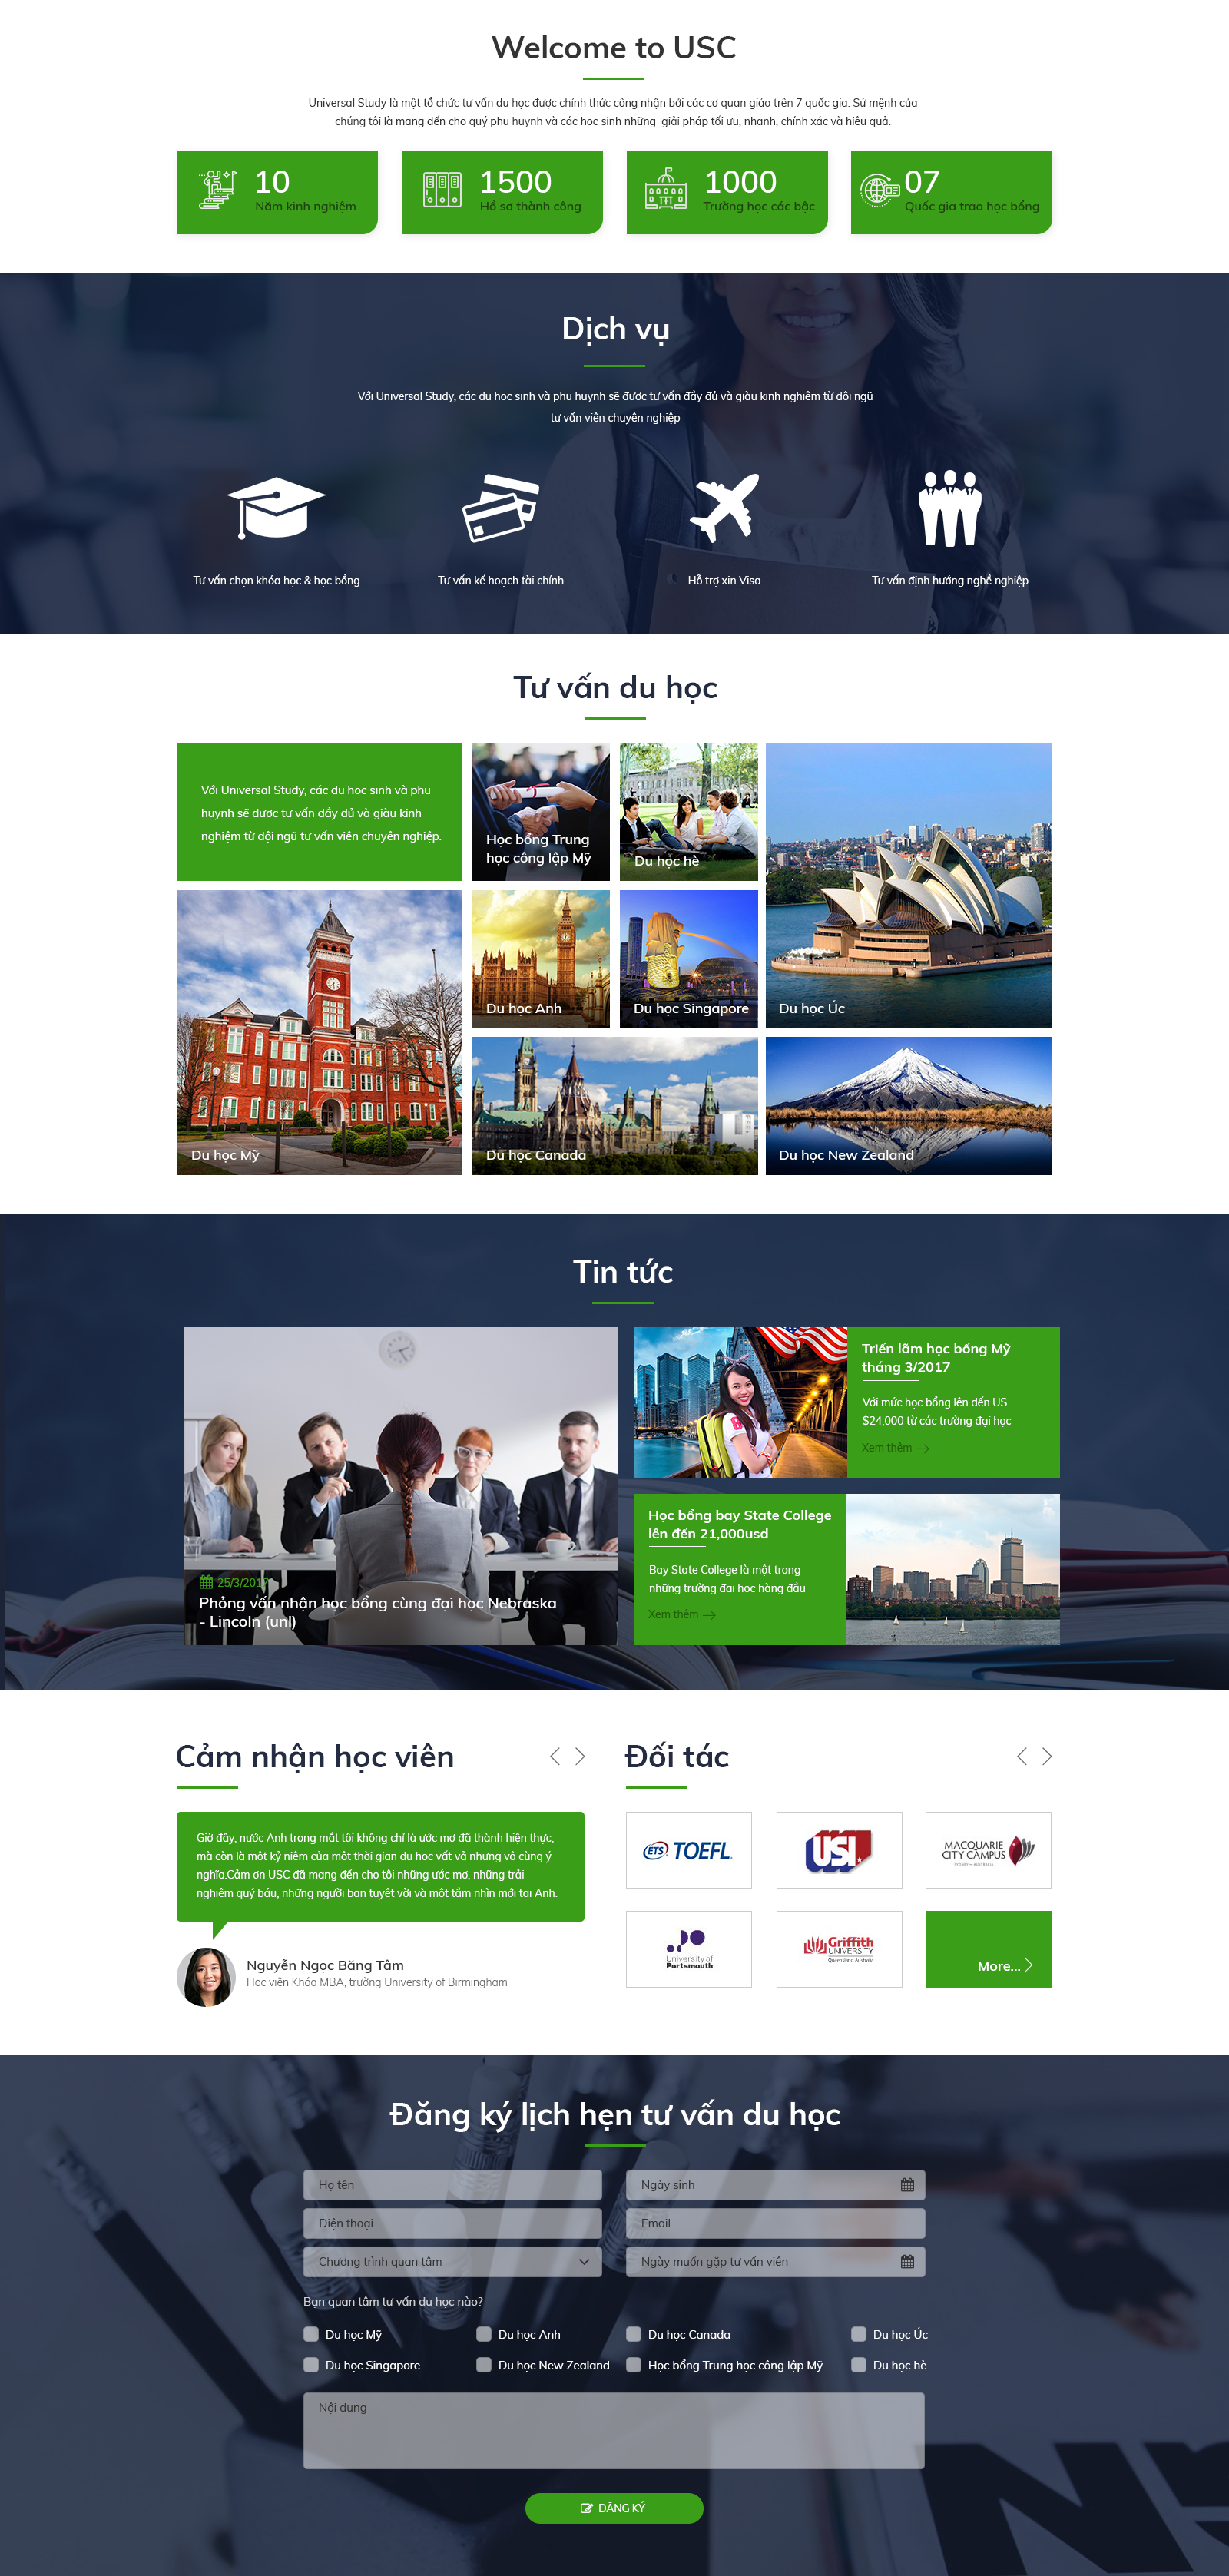 Welcome to USC
Universal Study là một tổ chức tư vấn du học được chính thức công nhận bởi các cơ quan giáo trên 7 quốc gia. Sứ mệnh của
chúng tôi là mang đến cho quý phụ huynh và các học sinh những giải pháp tối ưu, nhanh, chính xác và hiệu quả.
10
Năm kinh nghiệm
1500
Hồ sơ thành công
1000
Trường học các bậc
07
Quốc gia trao học bổng
Dịch vụ
Với Universal Study, các du học sinh và phụ huynh sẽ được tư vấn đầy đủ và giàu kinh nghiệm từ dội ngũ
tư vấn viên chuyên nghiệp
Tư vấn chọn khóa học & học bổng
Tư vấn kế hoạch tài chính
Hỗ trợ xin Visa
Tư vấn định hướng nghề nghiệp
Tư vấn du học
Với Universal Study, các du học sinh và phụ
huynh sẽ được tư vấn đầy đủ và giàu kinh
nghiệm từ dội ngũ tư vấn viên chuyên nghiệp.
Học bổng Trung
học công lập Mỹ
Du học hè
Du học Úc
Du học Mỹ
Du học Anh
Du học Singapore
Du học Canada
Du học New Zealand
Tin tức
25/3/2017
Phỏng vấn nhận học bổng cùng đại học Nebraska
- Lincoln (unl)
Triển lãm học bổng Mỹ
tháng 3/2017
Với mức học bổng lên đến US
$24,000 từ các trường đại học
Xem thêm
Học bổng bay State College
lên đến 21,000usd
Bay State College là một trong
những trường đại học hàng đầu
Xem thêm
Cảm nhận học viên
Giờ đây, nước Anh trong mắt tôi không chỉ là ước mơ đã thành hiện thực,
mà còn là một kỷ niệm của một thời gian du học vất vả nhưng vô cùng ý
nghĩa.Cảm ơn USC đã mang đến cho tôi những ước mơ, những trải
nghiệm quý báu, những người bạn tuyệt vời và một tầm nhìn mới tại Anh.
Nguyễn Ngọc Băng Tâm
Học viên Khóa MBA, trường University of Birmingham
Đối tác
ETS TOEFL
USI
MACQUARIE
CITY CAMPUS
SYDNEY • AUSTRALIA
University of
Portsmouth
Griffith
UNIVERSITY
Queensland, Australia
More...
Đăng ký lịch hẹn tư vấn du học
Họ tên
Ngày sinh
Điện thoại
Email
Chương trình quan tâm
Ngày muốn gặp tư vấn viên
Bạn quan tâm tư vấn du học nào?
Du học Mỹ
Du học Anh
Du học Canada
Du học Úc
Du học Singapore
Du học New Zealand
Học bổng Trung học công lập Mỹ
Du học hè
Nội dung
ĐĂNG KÝ